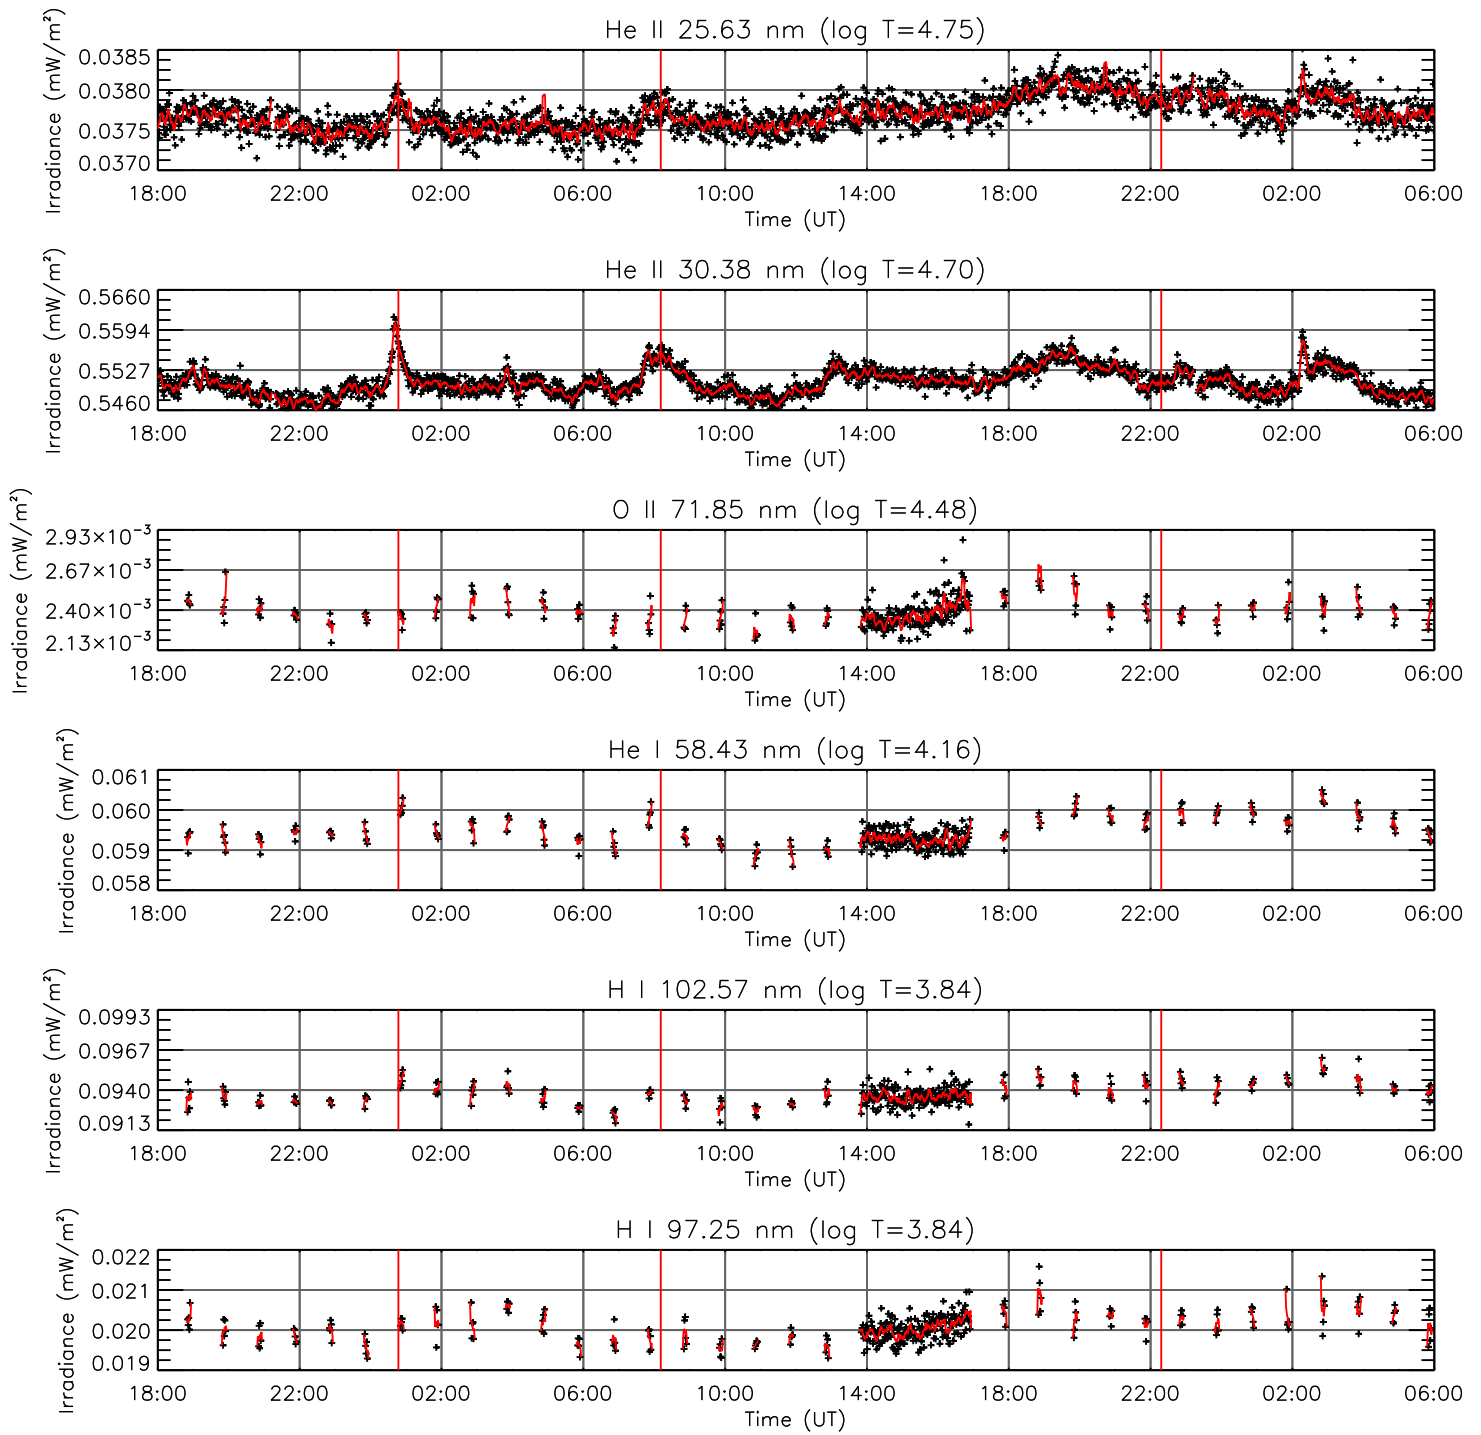 He II 25.63 nm (log T=4.75)
Irradiance (mW/m²)
0.0385
0.0380
0.0375
0.0370
18:00 22:00 02:00 06:00 10:00 14:00 18:00 22:00 02:00 06:00
Time (UT)
He II 30.38 nm (log T=4.70)
Irradiance (mW/m²)
0.5660
0.5594
0.5527
0.5460
18:00 22:00 02:00 06:00 10:00 14:00 18:00 22:00 02:00 06:00
Time (UT)
O II 71.85 nm (log T=4.48)
Irradiance (mW/m²)
2.93×10⁻³
2.67×10⁻³
2.40×10⁻³
2.13×10⁻³
18:00 22:00 02:00 06:00 10:00 14:00 18:00 22:00 02:00 06:00
Time (UT)
He I 58.43 nm (log T=4.16)
Irradiance (mW/m²)
0.061
0.060
0.059
0.058
18:00 22:00 02:00 06:00 10:00 14:00 18:00 22:00 02:00 06:00
Time (UT)
H I 102.57 nm (log T=3.84)
Irradiance (mW/m²)
0.0993
0.0967
0.0940
0.0913
18:00 22:00 02:00 06:00 10:00 14:00 18:00 22:00 02:00 06:00
Time (UT)
H I 97.25 nm (log T=3.84)
Irradiance (mW/m²)
0.022
0.021
0.020
0.019
18:00 22:00 02:00 06:00 10:00 14:00 18:00 22:00 02:00 06:00
Time (UT)